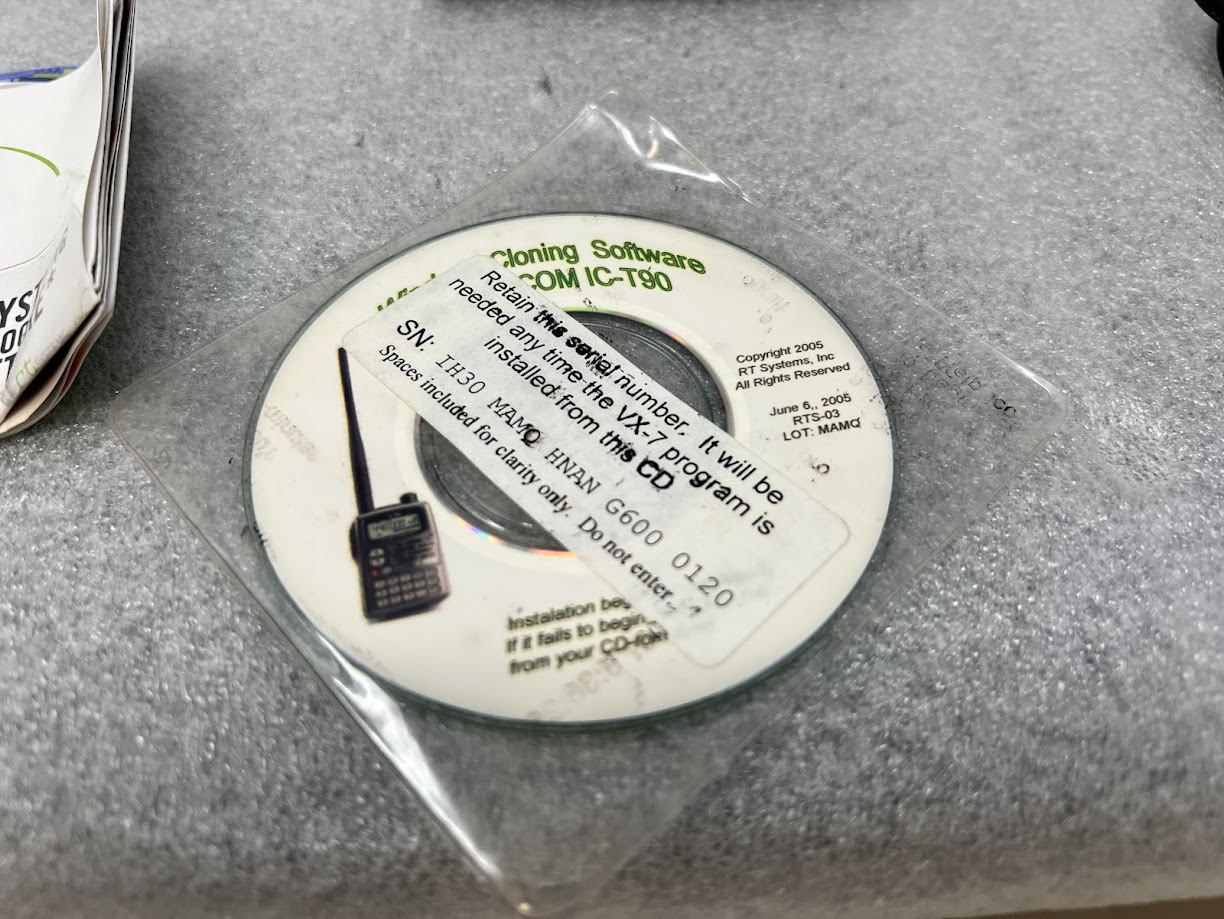 Cloning Software
COM IC-T90
Retain this serial number. It will be
needed any time the VX-7 program is
installed from this CD
SN: IH30 MAMQ HNAN G600 0120
Spaces included for clarity only. Do not enter
Copyright 2005
RT Systems, Inc
All Rights Reserved
June 6,, 2005
RTS-03
LOT: MAMQ
Instalation
If it fails to begin
from your CD-rom